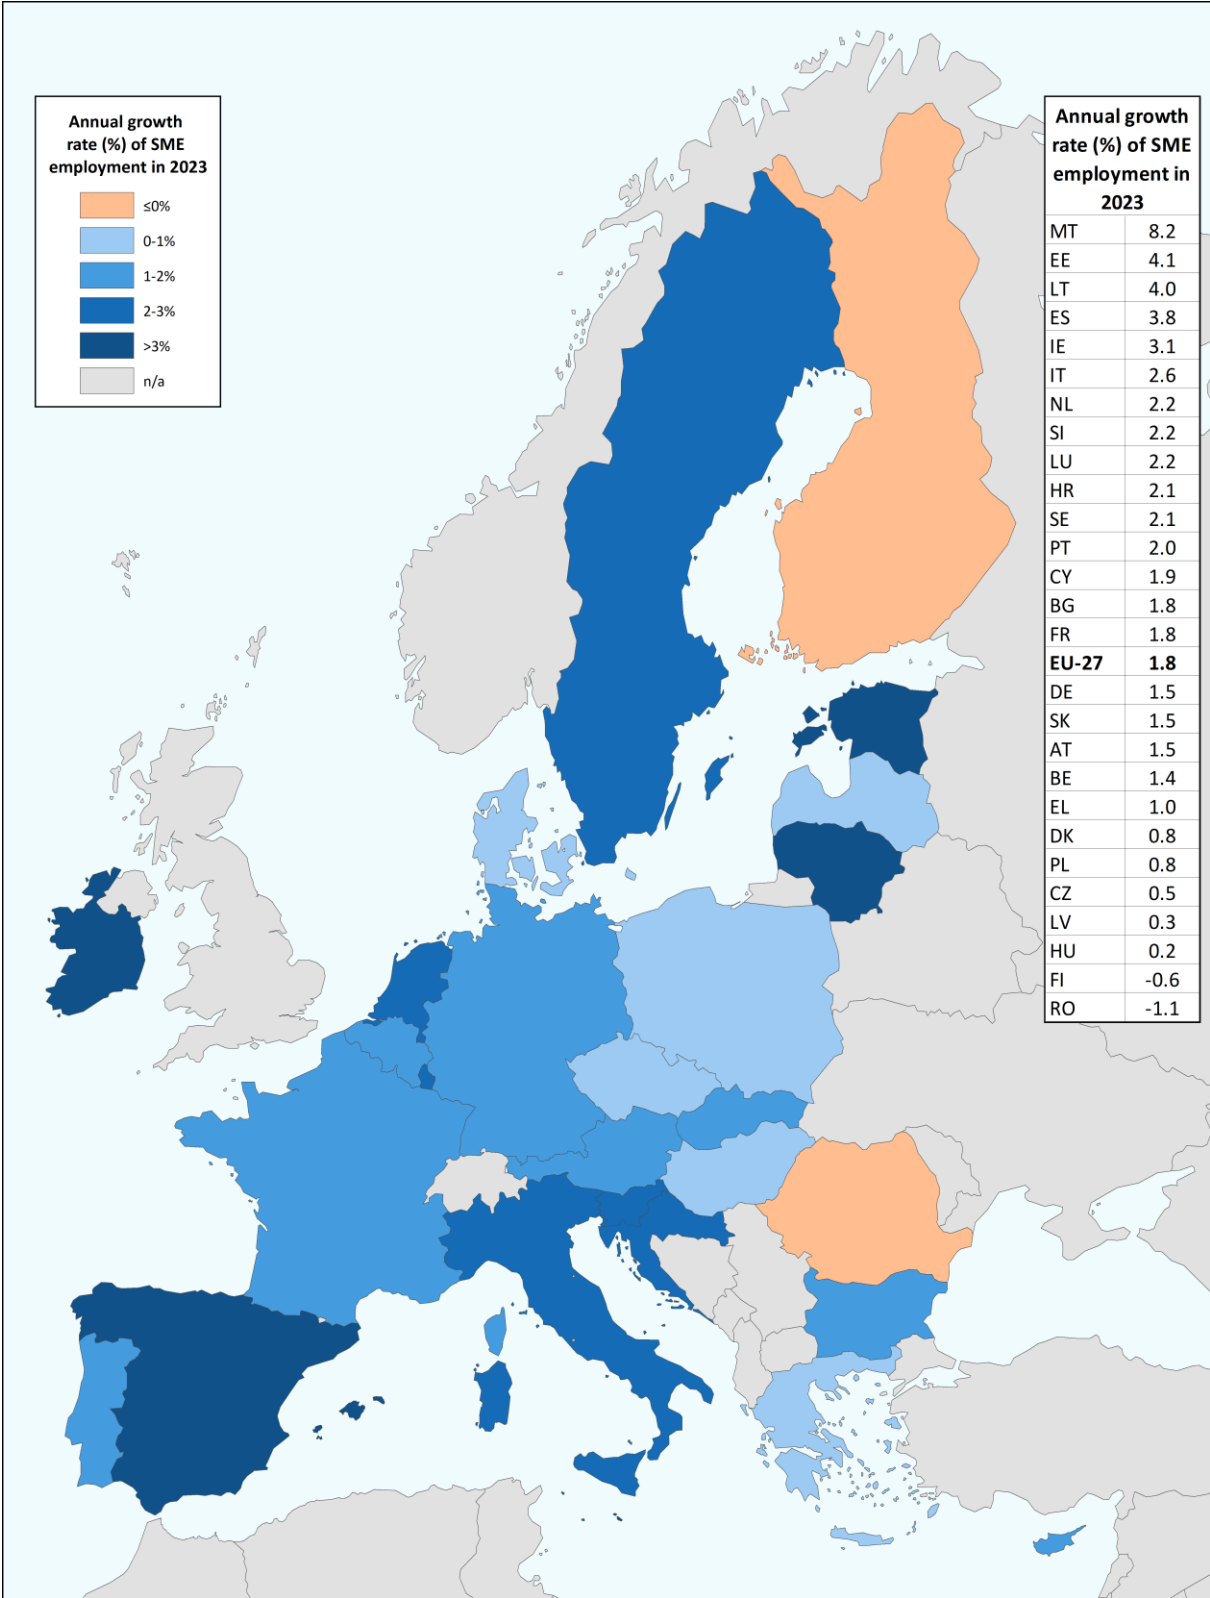 Annual growth
rate (%) of SME
employment in 2023
≤0%
0-1%
1-2%
2-3%
>3%
n/a
Annual growth
rate (%) of SME
employment in
2023
MT 8.2
EE 4.1
LT 4.0
ES 3.8
IE 3.1
IT 2.6
NL 2.2
SI 2.2
LU 2.2
HR 2.1
SE 2.1
PT 2.0
CY 1.9
BG 1.8
FR 1.8
EU-27 1.8
DE 1.5
SK 1.5
AT 1.5
BE 1.4
EL 1.0
DK 0.8
PL 0.8
CZ 0.5
LV 0.3
HU 0.2
FI -0.6
RO -1.1